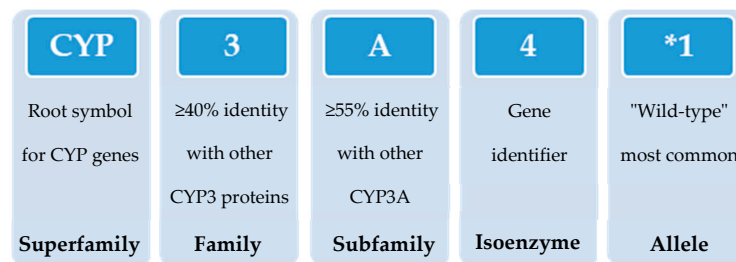 CYP
Root symbol
for CYP genes
Superfamily
3
≥40% identity
with other
CYP3 proteins
Family
A
≥55% identity
with other
CYP3A
Subfamily
4
Gene
identifier
Isoenzyme
*1
"Wild-type"
most common
Allele